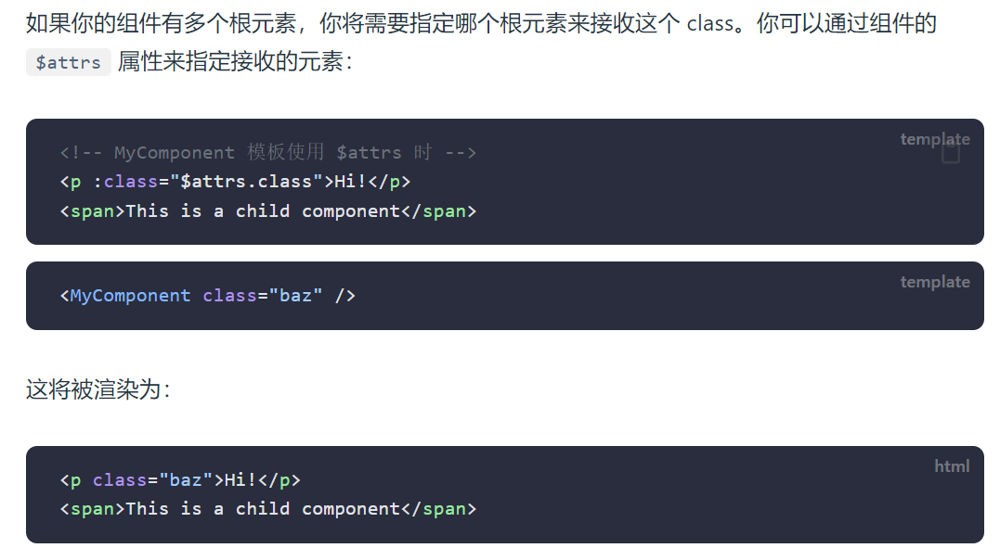 如果你的组件有多个根元素，你将需要指定哪个根元素来接收这个 class。你可以通过组件的
$attrs 属性来指定接收的元素：
template
<!-- MyComponent 模板使用 $attrs 时 -->
<p :class="$attrs.class">Hi!</p>
<span>This is a child component</span>
template
<MyComponent class="baz" />
这将被渲染为：
html
<p class="baz">Hi!</p>
<span>This is a child component</span>